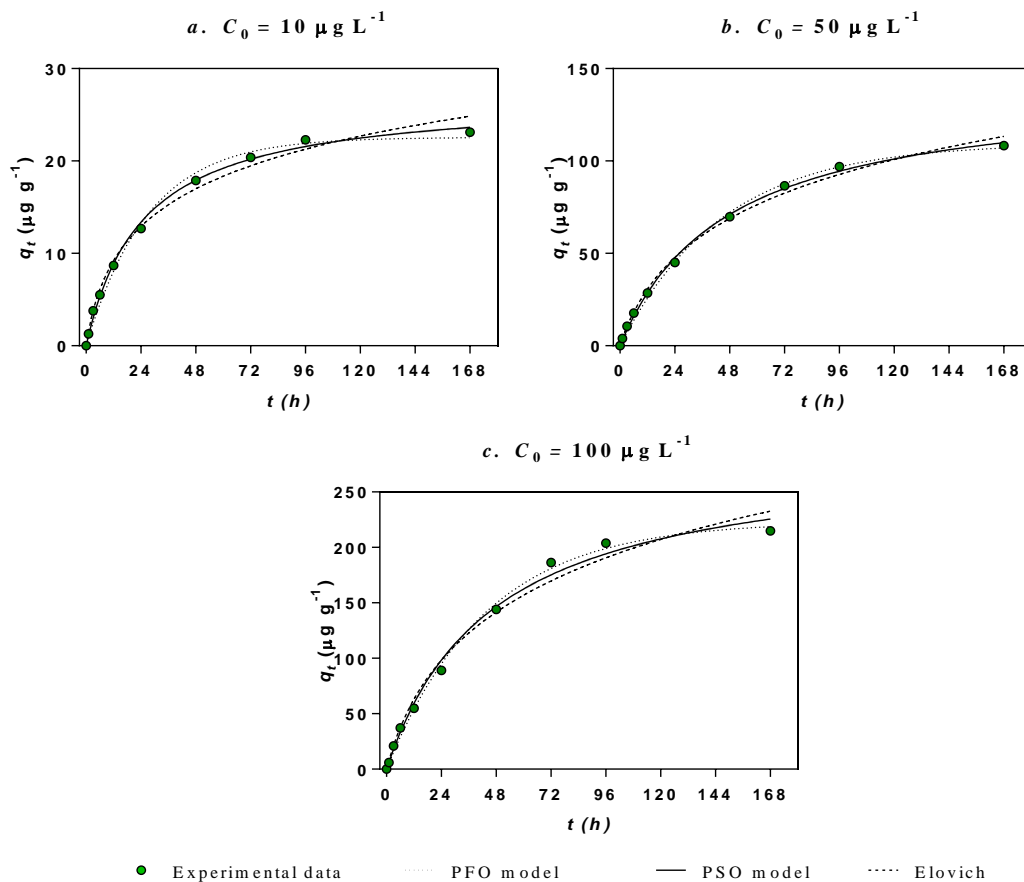 a. C0 = 10 µg L-1
30
20
10
0
qt (µg g-1)
0 24 48 72 96 120 144 168
t (h)
b. C0 = 50 µg L-1
150
100
50
0
qt (µg g-1)
0 24 48 72 96 120 144 168
t (h)
c. C0 = 100 µg L-1
250
200
150
100
50
0
qt (µg g-1)
0 24 48 72 96 120 144 168
t (h)
Experimental data PFO model PSO model Elovich